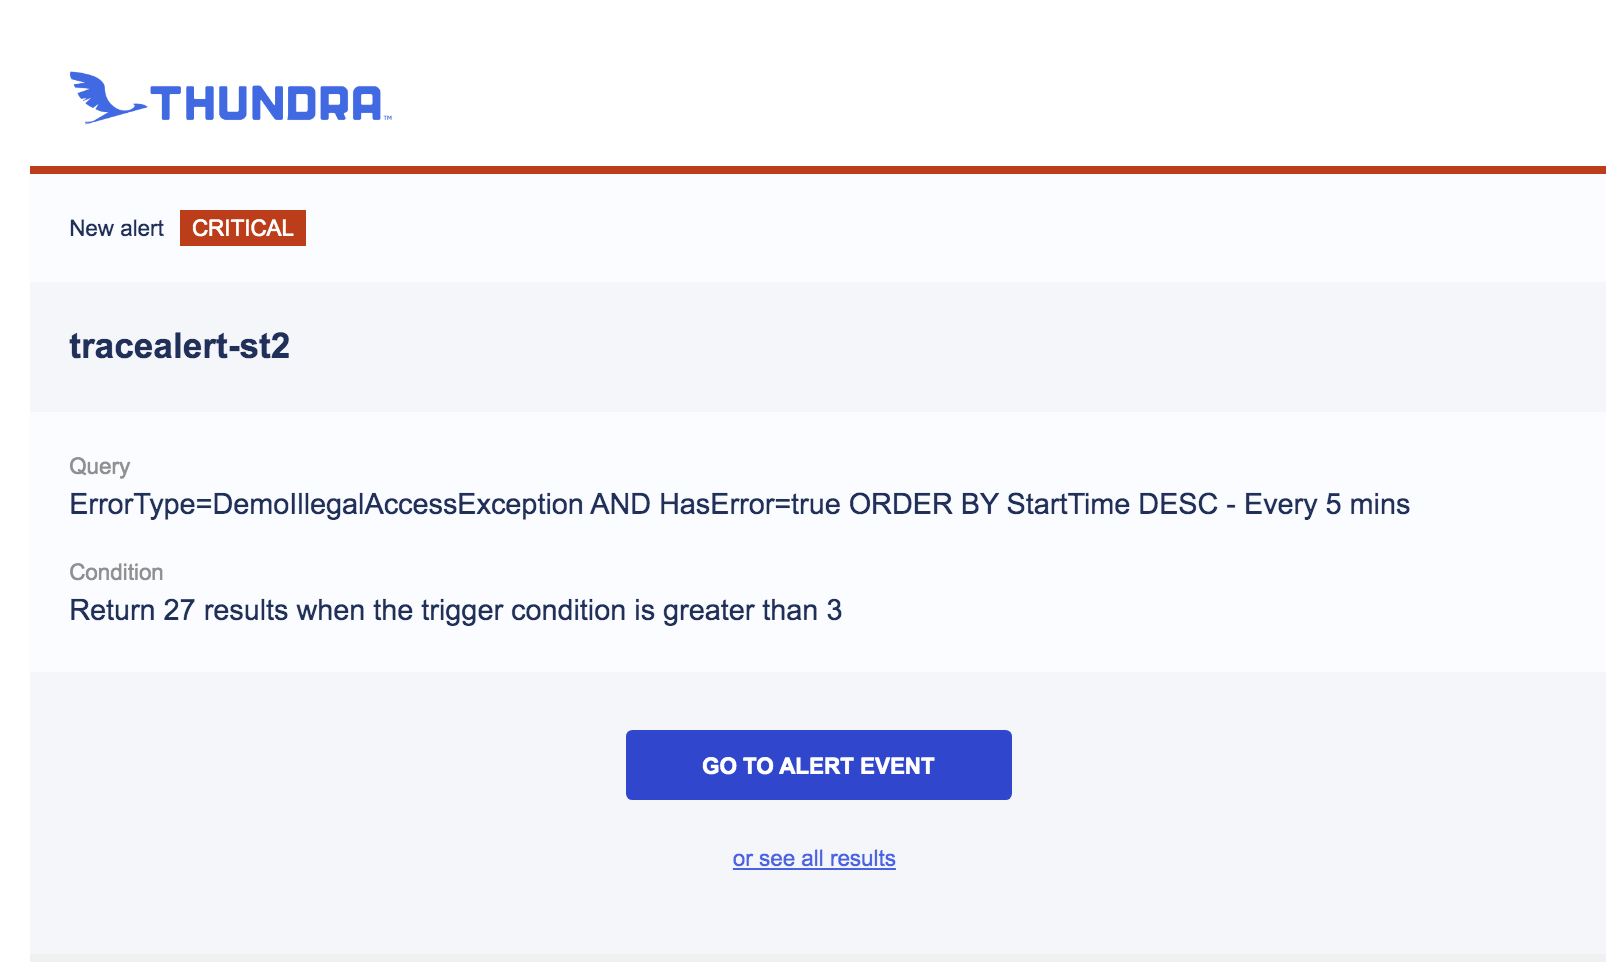 THUNDRA™
New alert CRITICAL
tracealert-st2
Query
ErrorType=DemoIllegalAccessException AND HasError=true ORDER BY StartTime DESC - Every 5 mins
Condition
Return 27 results when the trigger condition is greater than 3
GO TO ALERT EVENT
or see all results